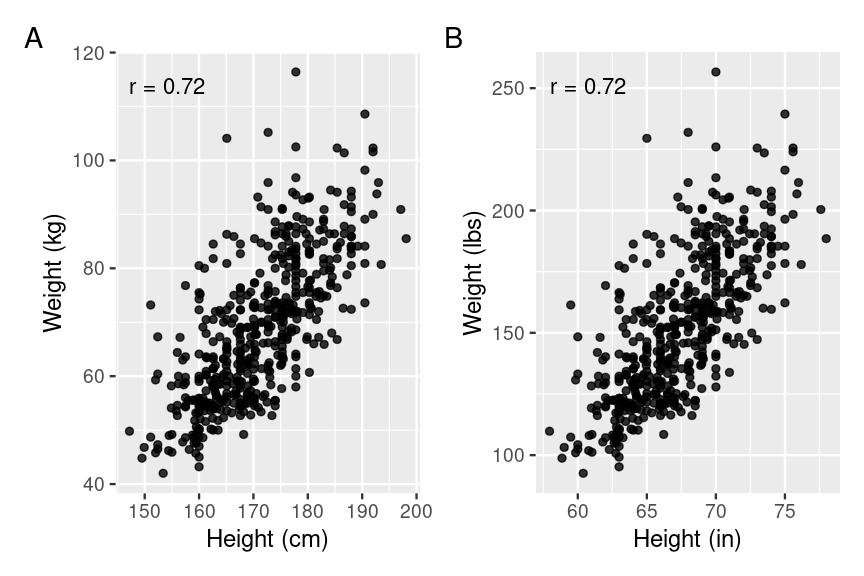 A
r = 0.72
120
100
80
60
40
Weight (kg)
150 160 170 180 190 200
Height (cm)
B
r = 0.72
250
200
150
100
Weight (lbs)
60 65 70 75
Height (in)